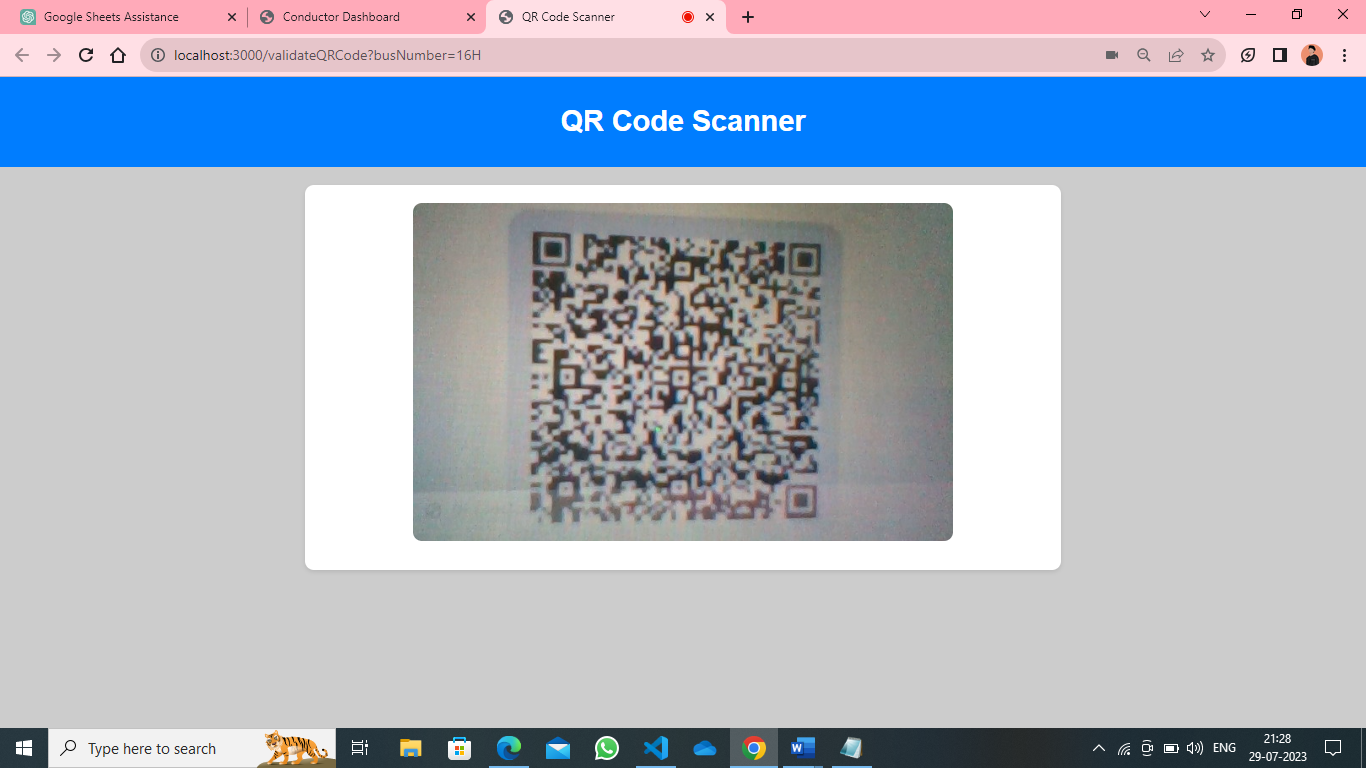 Google Sheets Assistance
Conductor Dashboard
QR Code Scanner
localhost:3000/validateQRCode?busNumber=16H
QR Code Scanner
Type here to search
ENG
21:28
29-07-2023